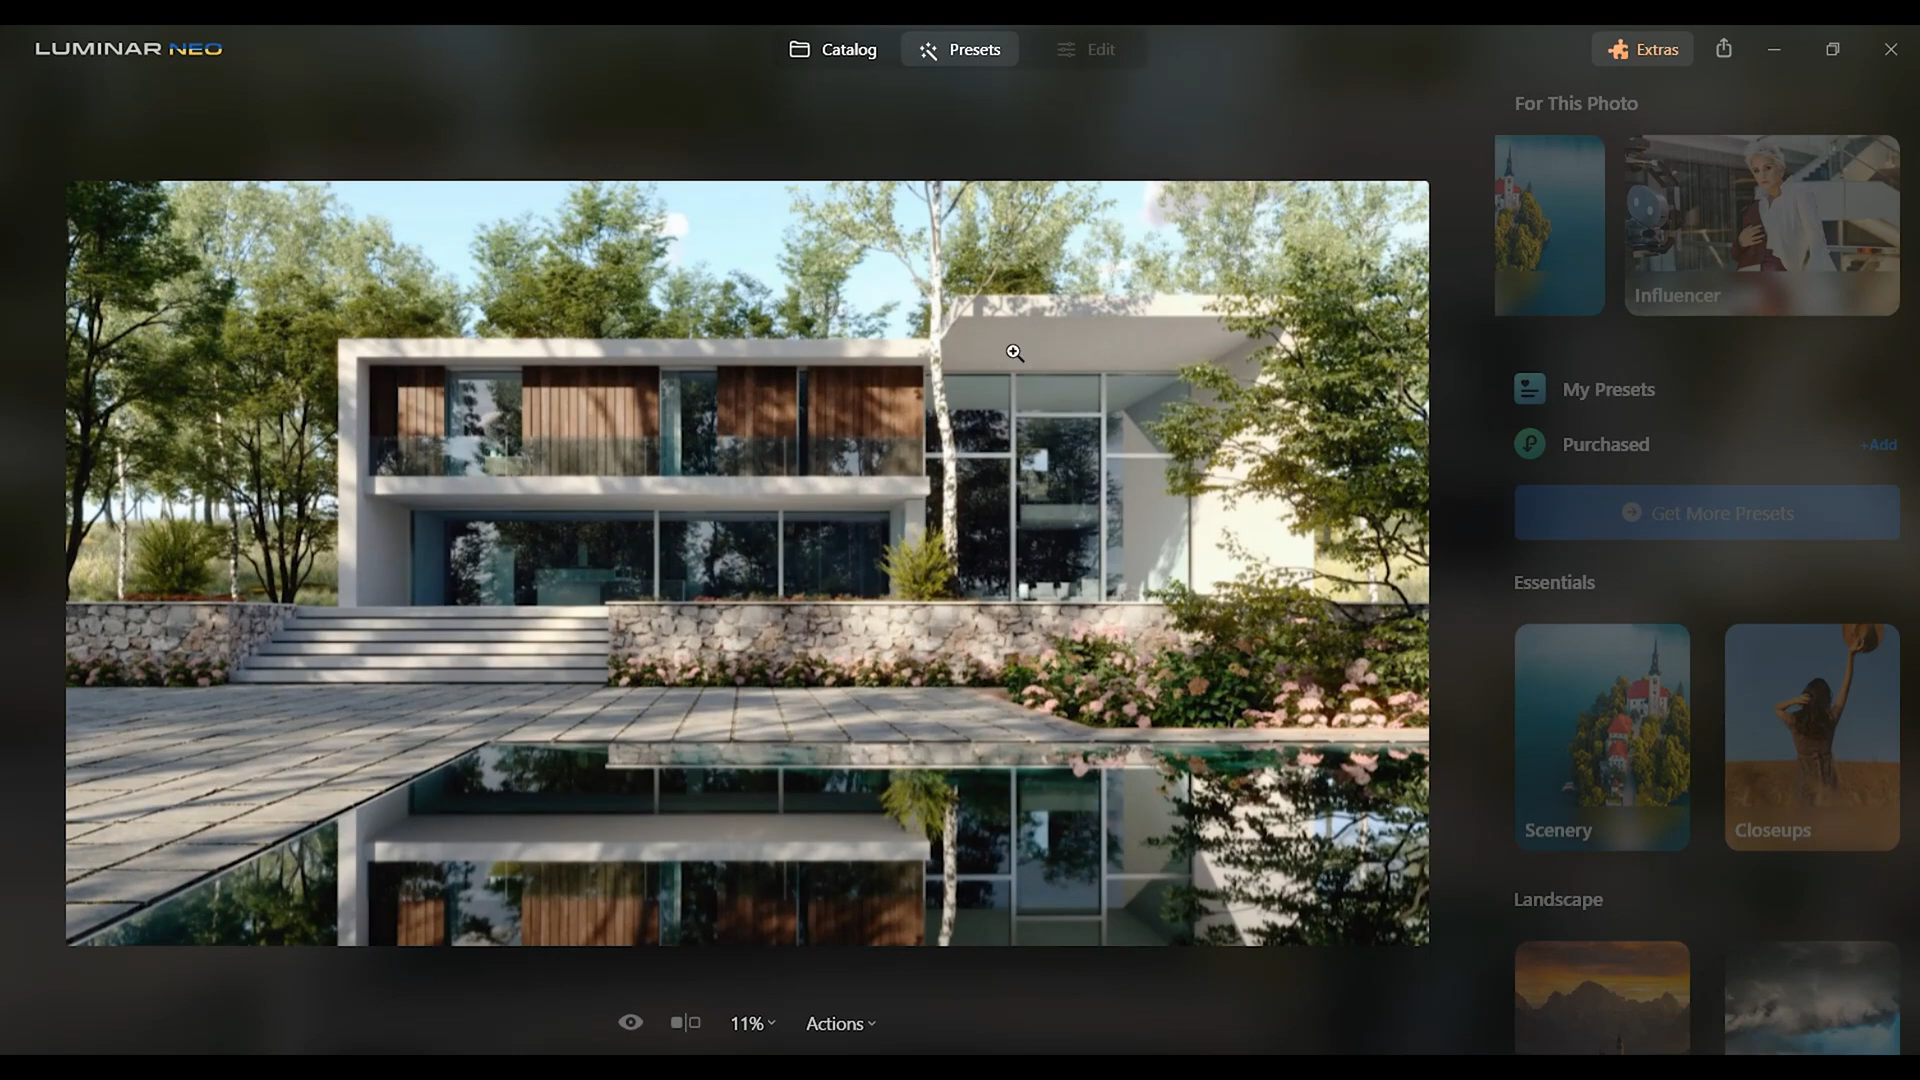 LUMINAR NEO
Catalog
Presets
Edit
Extras
For This Photo
Influencer
My Presets
Purchased
+Add
Get More Presets
Essentials
Scenery
Closeups
Landscape
11%
Actions